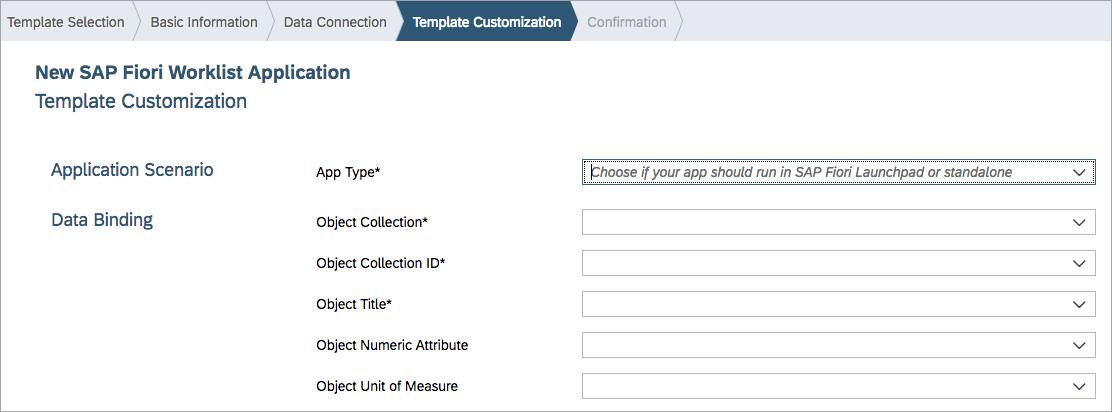 Template Selection Basic Information Data Connection Template Customization Confirmation
New SAP Fiori Worklist Application
Template Customization
Application Scenario App Type* Choose if your app should run in SAP Fiori Launchpad or standalone
Data Binding Object Collection*
Object Collection ID*
Object Title*
Object Numeric Attribute
Object Unit of Measure